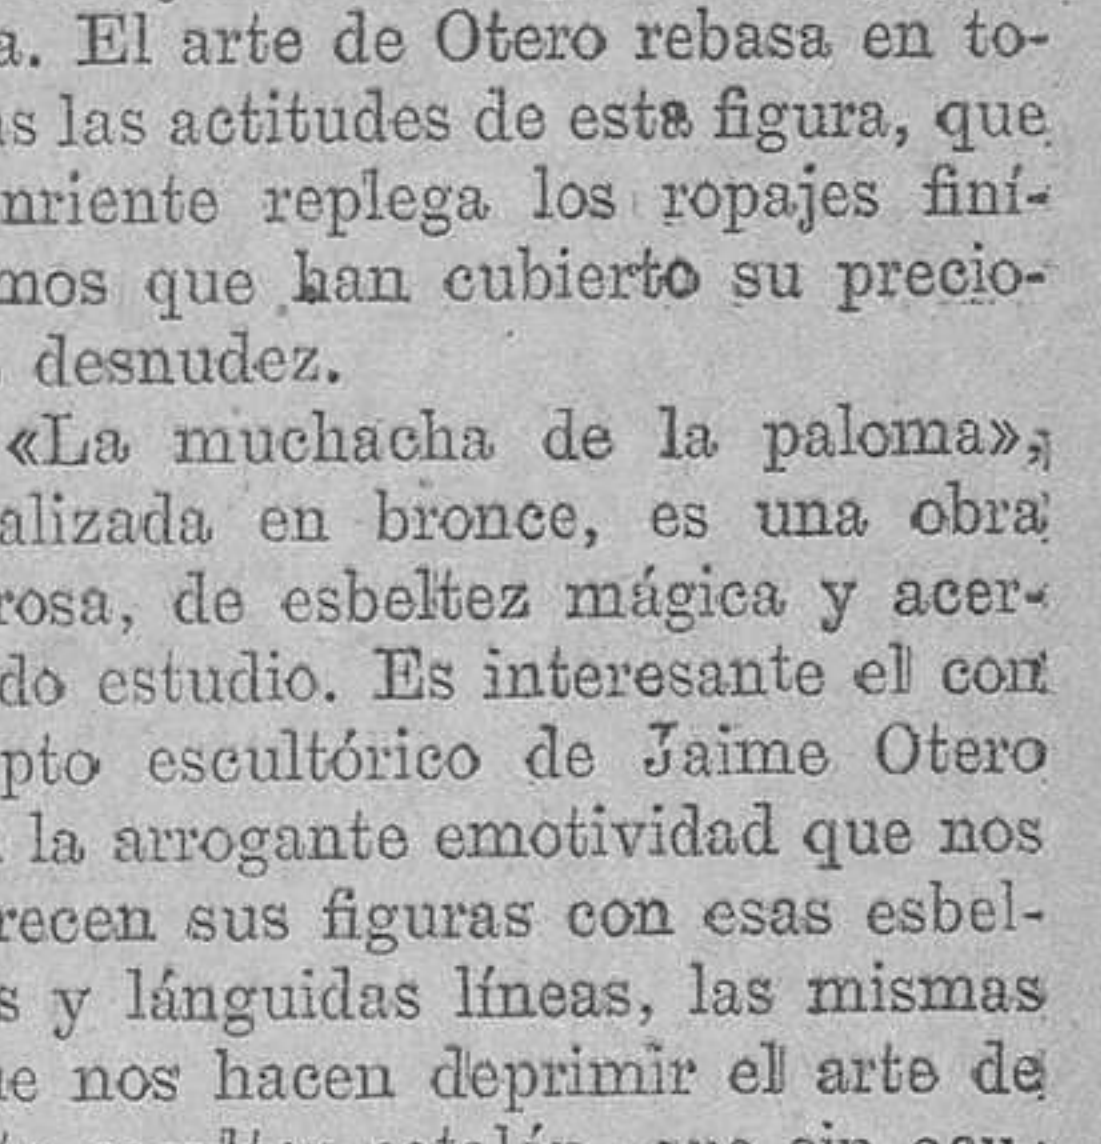 a. El arte de Otero rebasa en to-
s las actitudes de esta figura, que
nriente replega los ropajes finí-
mos que han cubierto su precio-
desnudez.
«La muchacha de la paloma»,
alizada en bronce, es una obra
rosa, de esbeltez mágica y acer-
do estudio. Es interesante el con
pto escultórico de Jaime Otero
la arrogante emotividad que nos
recen sus figuras con esas esbel-
s y lánguidas líneas, las mismas
e nos hacen deprimir el arte de